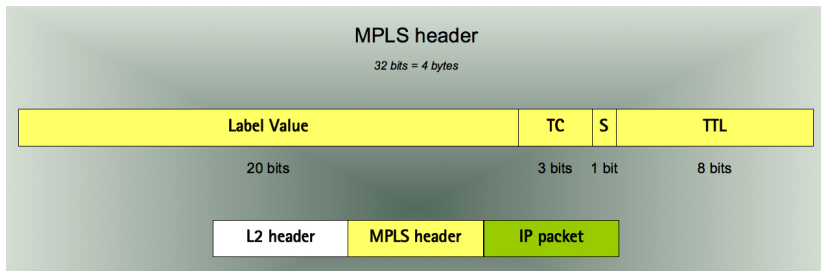 MPLS header
32 bits = 4 bytes
Label Value TC S TTL
20 bits 3 bits 1 bit 8 bits
L2 header MPLS header IP packet